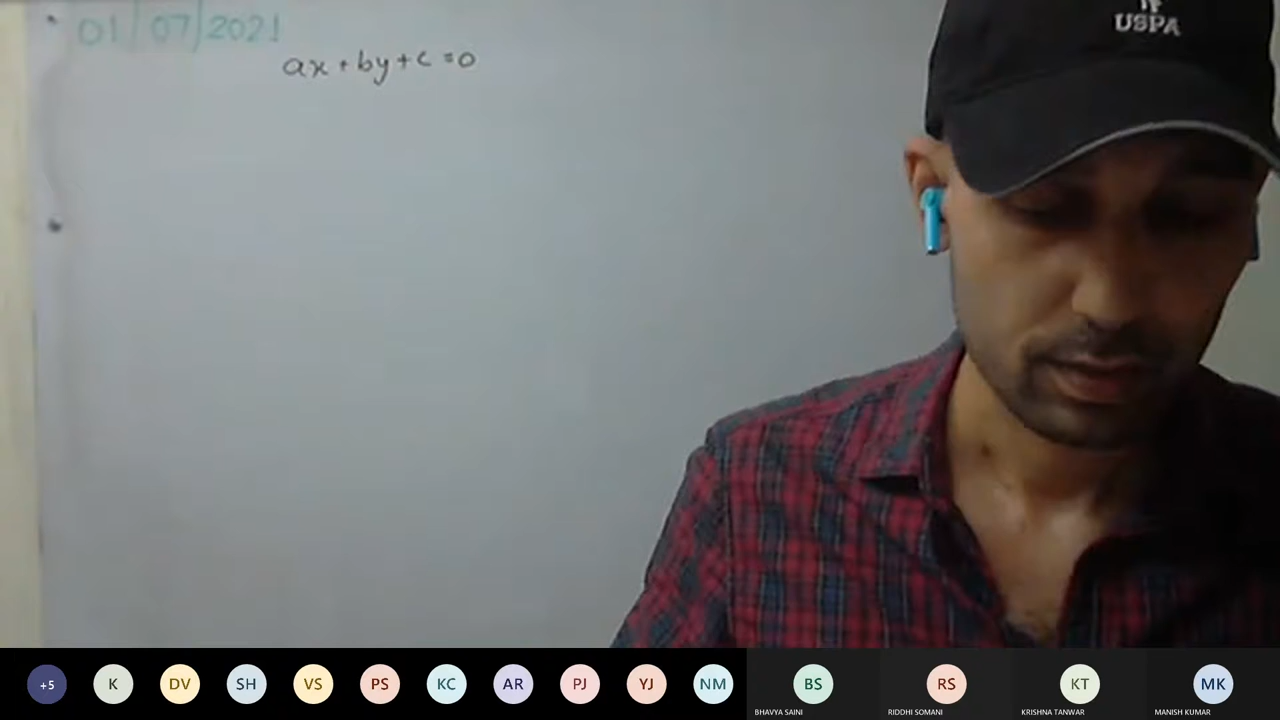 01/07/2021
ax+by+c=0
USPA
+5
K
DV
SH
VS
PS
KC
AR
PJ
YJ
NM
BS
RS
KT
MK
BHAVYA SAINI
RIDDHI SOMANI
KRISHNA TANWAR
MANISH KUMAR